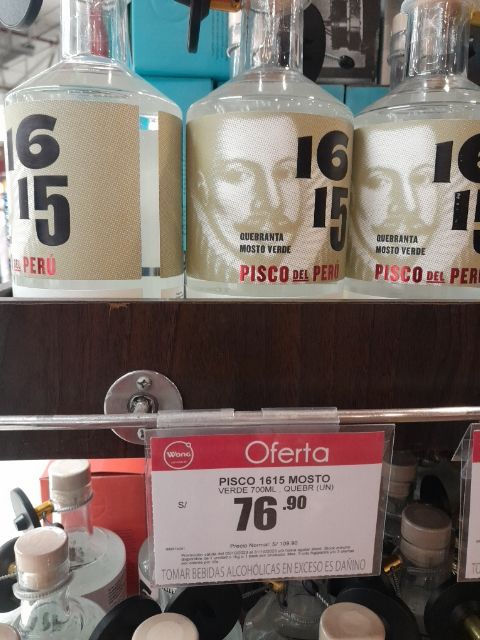 16
15
PERÚ
16
15
QUEBRANTA
MOSTO VERDE
PISCO DEL PERÚ
16
15
QUEBRANTA
MOSTO VERDE
PISCO DEL PERÚ
Wong
Oferta
PISCO 1615 MOSTO
VERDE 700ML QUEBR (UN)
S/ 76.90
Precio Normal: S/ 109.90
TOMAR BEBIDAS ALCOHÓLICAS EN EXCESO ES DAÑINO